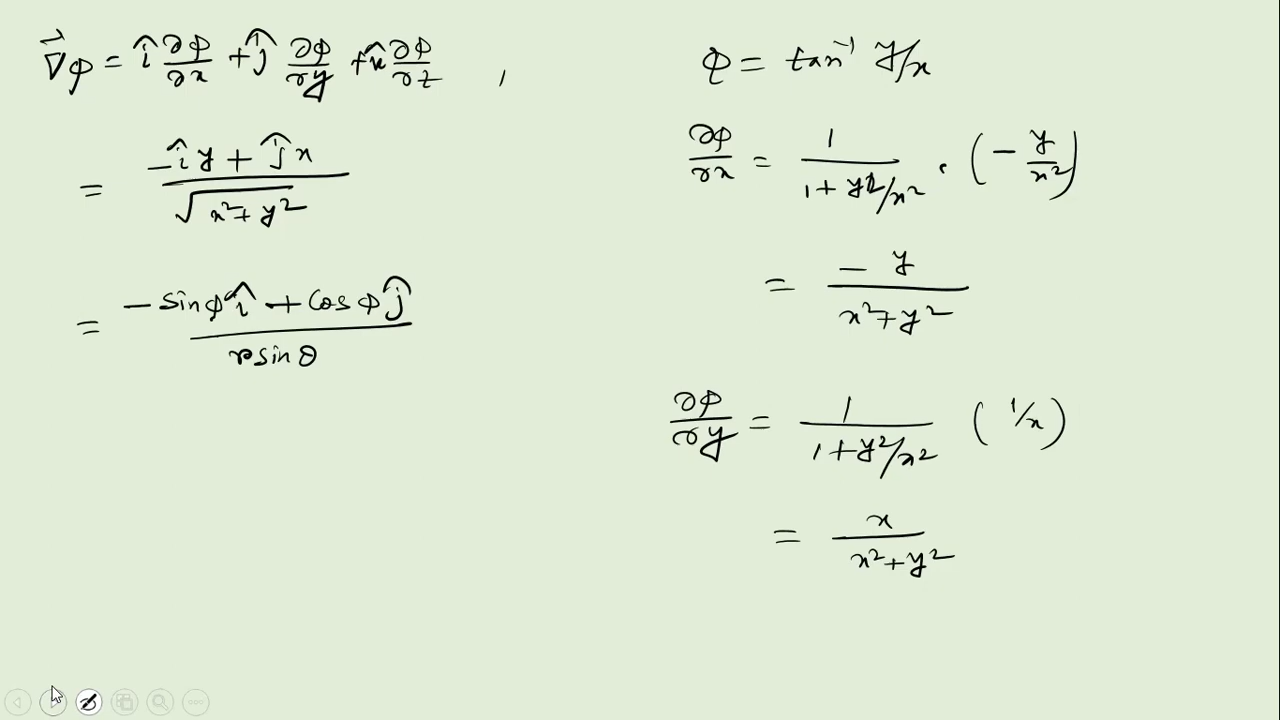 ∇⃗φ = î ∂φ/∂x + ĵ ∂φ/∂y + k̂ ∂φ/∂z ,
= (-î y + ĵ x) / √(x² + y²)
= (-sinφ î + cosφ ĵ) / (r sinθ)
φ = tan⁻¹ y/x
∂φ/∂x = 1/(1 + y²/x²) · (-y/x²)
= -y/(x² + y²)
∂φ/∂y = 1/(1 + y²/x²) (1/x)
= x/(x² + y²)